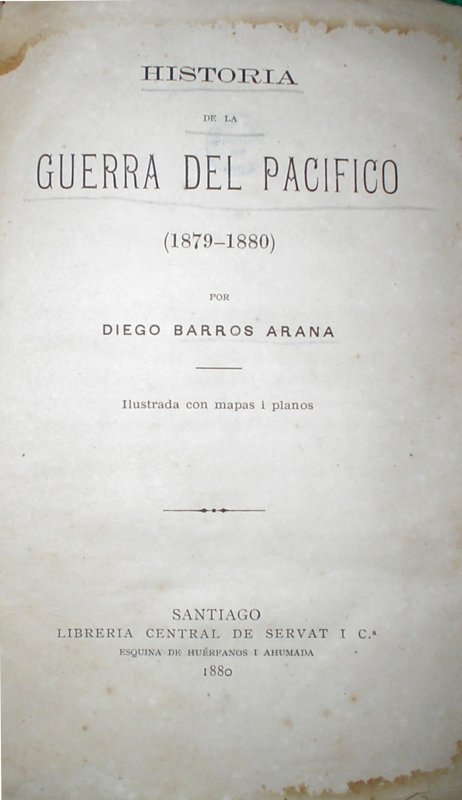 HISTORIA
DE LA
GUERRA DEL PACIFICO
(1879-1880)
POR
DIEGO BARROS ARANA
Ilustrada con mapas i planos
SANTIAGO
LIBRERIA CENTRAL DE SERVAT I C.ª
ESQUINA DE HUÉRFANOS I AHUMADA
1880